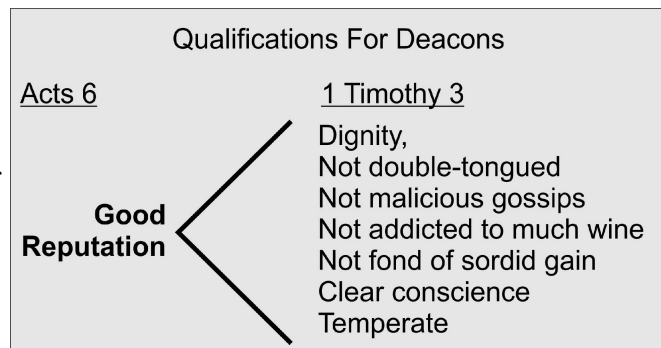 Qualifications For Deacons
Acts 6
1 Timothy 3
Good
Reputation
Dignity,
Not double-tongued
Not malicious gossips
Not addicted to much wine
Not fond of sordid gain
Clear conscience
Temperate